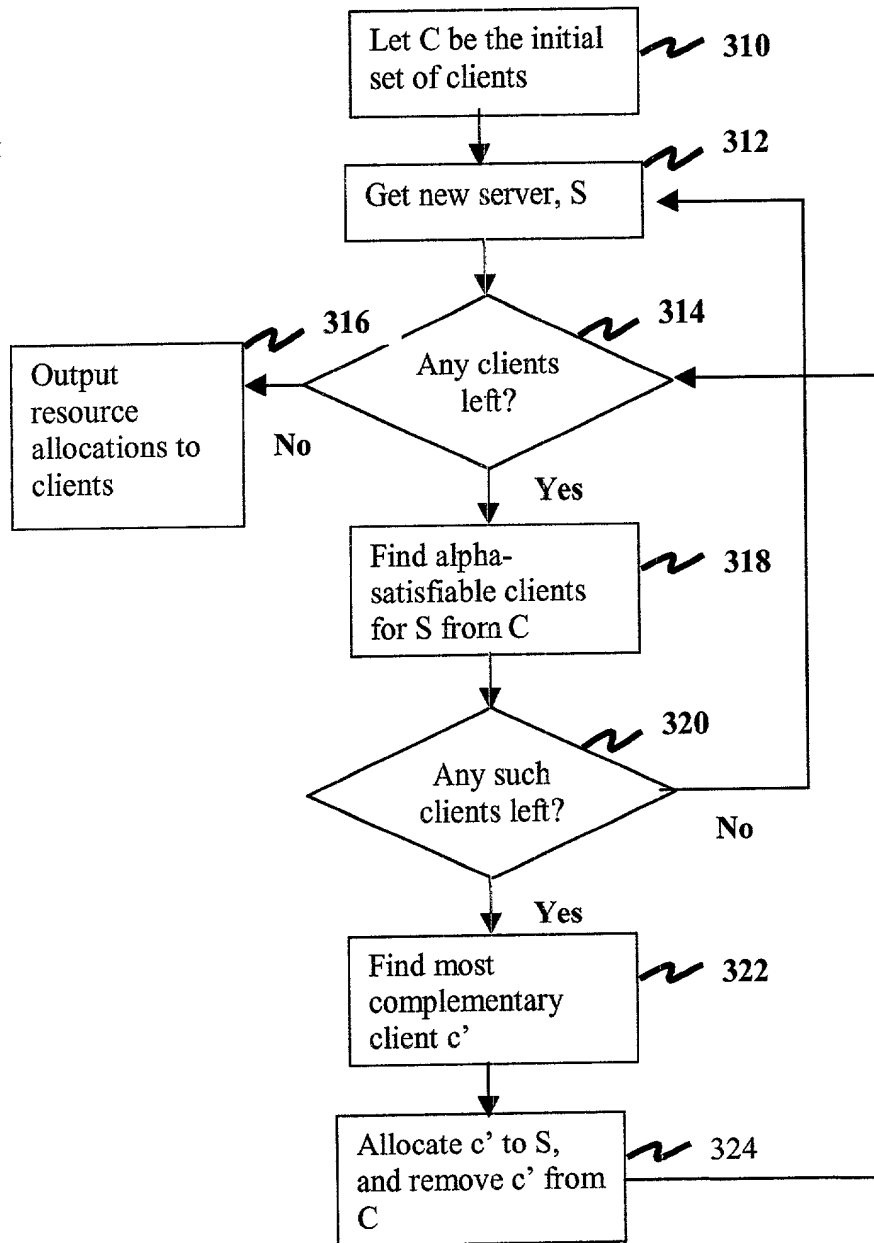 Let C be the initial
set of clients
310
312
Get new server, S
314
316
Any clients
left?
Output
resource
allocations to
clients
No
Yes
Find alpha-
satisfiable clients
for S from C
318
320
Any such
clients left?
No
Yes
Find most
complementary
client c’
322
Allocate c’ to S,
and remove c’ from
C
324